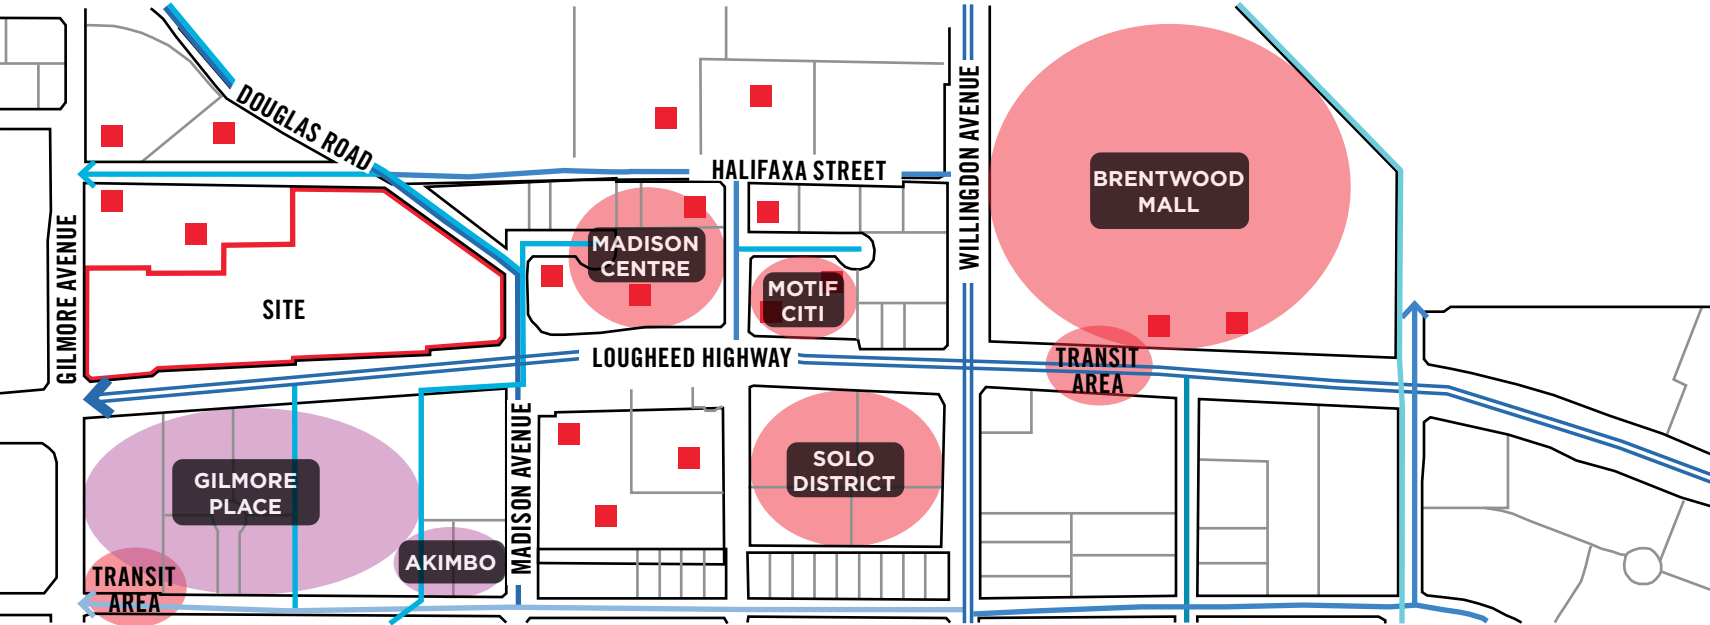 DOUGLAS ROAD
HALIFAXA STREET
WILLINGDON AVENUE
BRENTWOOD
MALL
GILMORE AVENUE
MADISON
CENTRE
MOTIF
CITI
SITE
LOUGHEED HIGHWAY
TRANSIT
AREA
MADISON AVENUE
SOLO
DISTRICT
GILMORE
PLACE
AKIMBO
TRANSIT
AREA